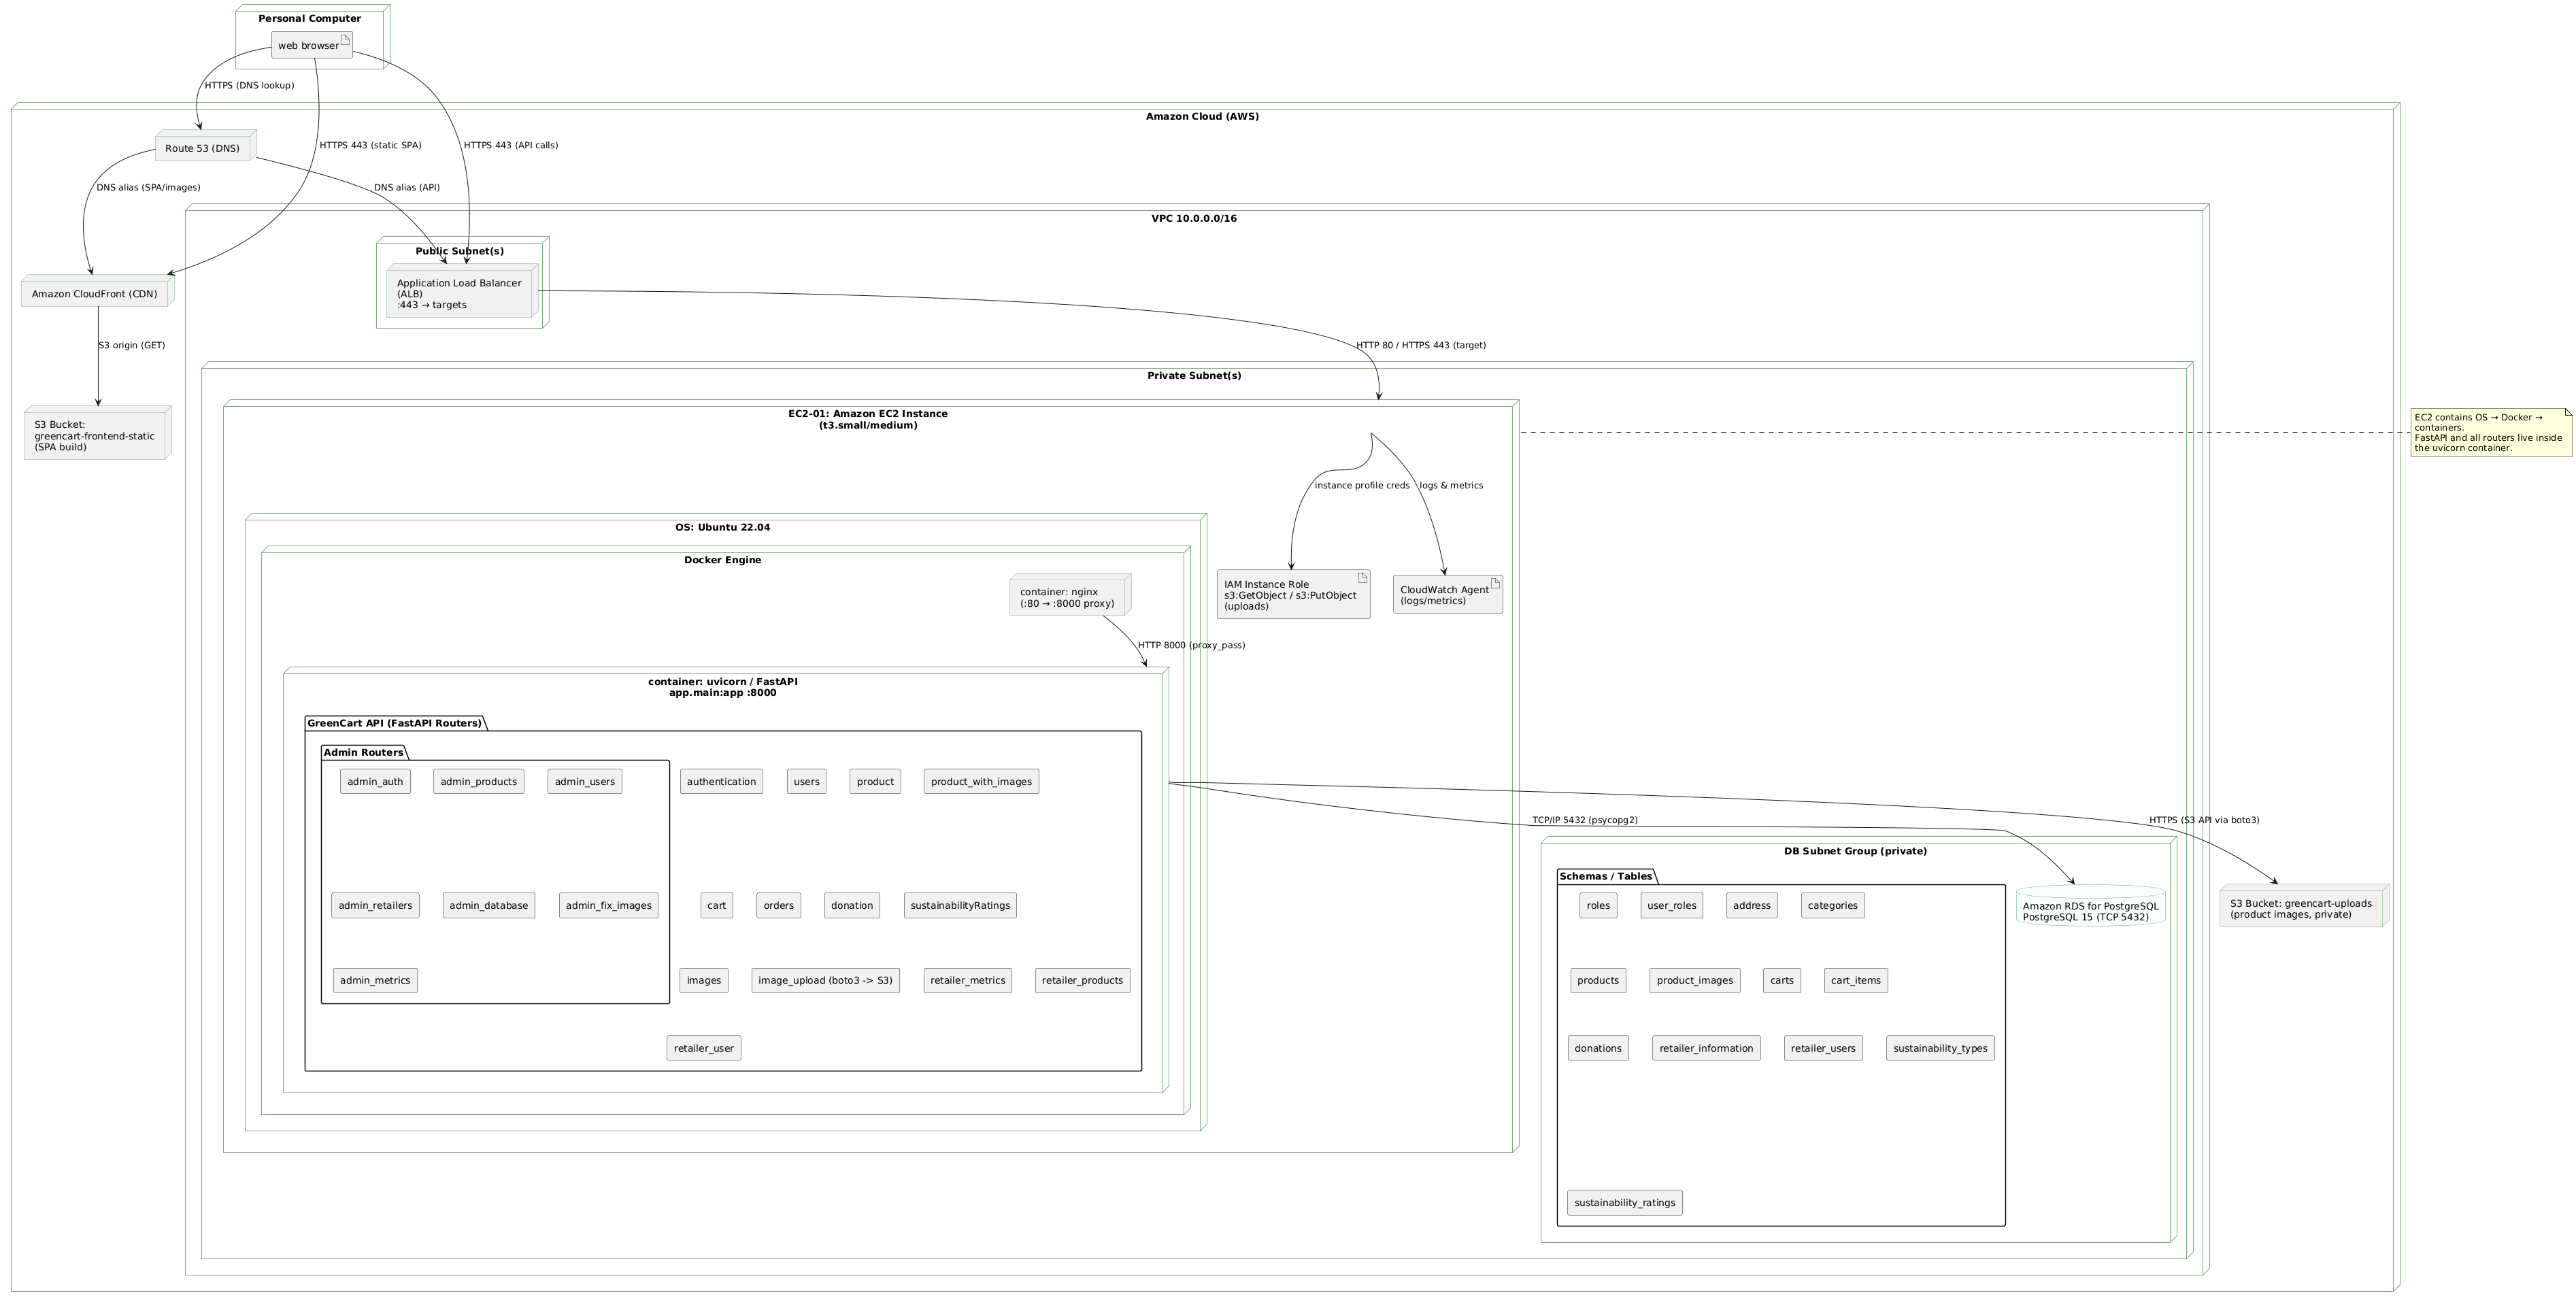 Personal Computer
web browser
HTTPS (DNS lookup)
Amazon Cloud (AWS)
Route 53 (DNS)
HTTPS 443 (static SPA)
HTTPS 443 (API calls)
DNS alias (SPA/images)
DNS alias (API)
VPC 10.0.0.0/16
Public Subnet(s)
Amazon CloudFront (CDN)
Application Load Balancer
(ALB)
:443 → targets
S3 origin (GET)
HTTP 80 / HTTPS 443 (target)
Private Subnet(s)
S3 Bucket:
greencart-frontend-static
(SPA build)
EC2-01: Amazon EC2 Instance
(t3.small/medium)
EC2 contains OS → Docker →
containers.
FastAPI and all routers live inside
the uvicorn container.
instance profile creds
logs & metrics
OS: Ubuntu 22.04
Docker Engine
container: nginx
(:80 → :8000 proxy)
IAM Instance Role
s3:GetObject / s3:PutObject
(uploads)
CloudWatch Agent
(logs/metrics)
HTTP 8000 (proxy_pass)
container: uvicorn / FastAPI
app.main:app :8000
GreenCart API (FastAPI Routers)
Admin Routers
admin_auth
admin_products
admin_users
authentication
users
product
product_with_images
TCP/IP 5432 (psycopg2)
HTTPS (S3 API via boto3)
admin_retailers
admin_database
admin_fix_images
cart
orders
donation
sustainabilityRatings
admin_metrics
images
image_upload (boto3 -> S3)
retailer_metrics
retailer_products
retailer_user
DB Subnet Group (private)
Schemas / Tables
roles
user_roles
address
categories
Amazon RDS for PostgreSQL
PostgreSQL 15 (TCP 5432)
S3 Bucket: greencart-uploads
(product images, private)
products
product_images
carts
cart_items
donations
retailer_information
retailer_users
sustainability_types
sustainability_ratings